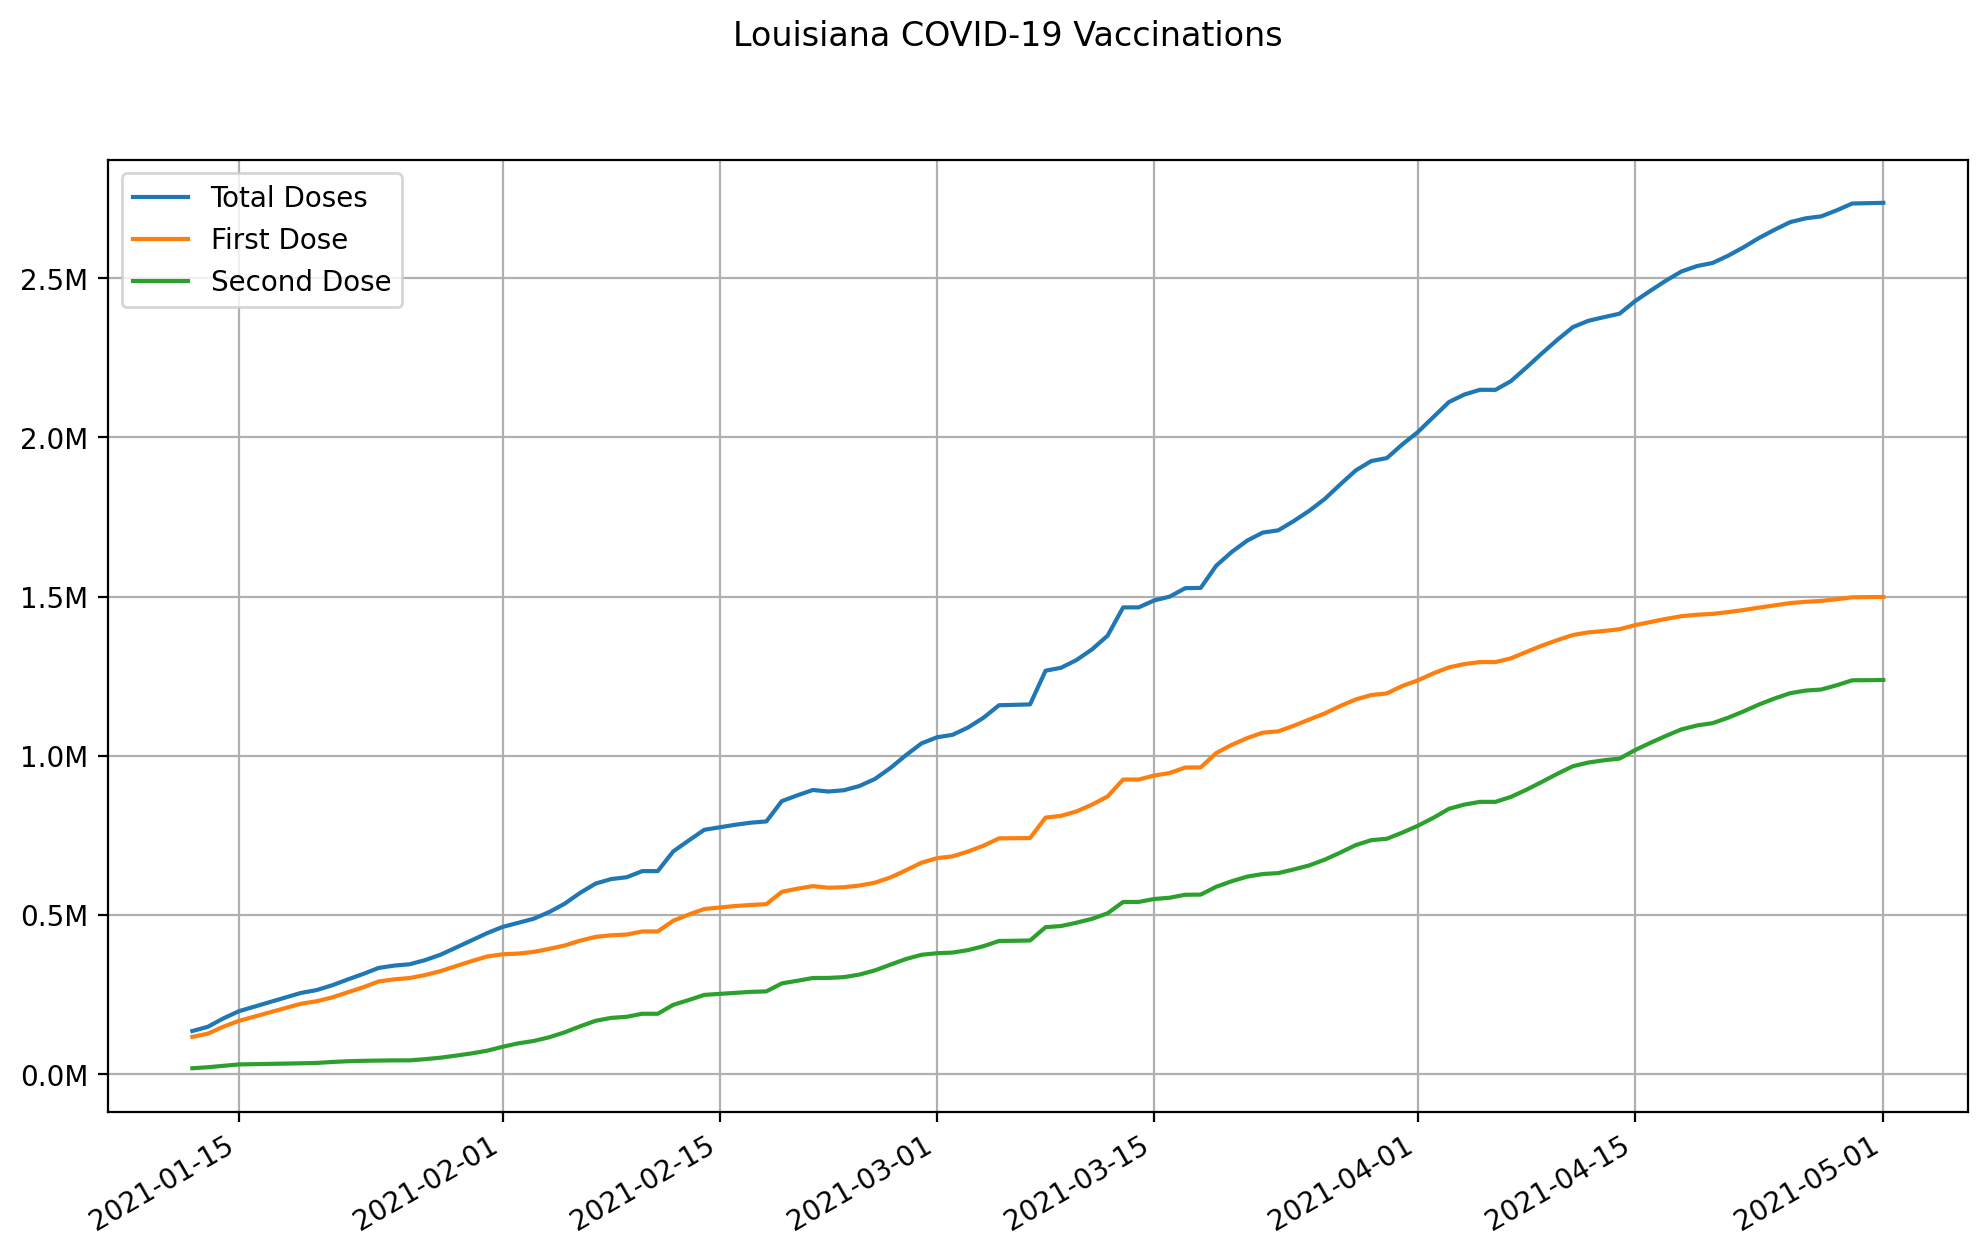 Louisiana COVID-19 Vaccinations
Total Doses
First Dose
Second Dose
2.5M
2.0M
1.5M
1.0M
0.5M
0.0M
2021-01-15
2021-02-01
2021-02-15
2021-03-01
2021-03-15
2021-04-01
2021-04-15
2021-05-01